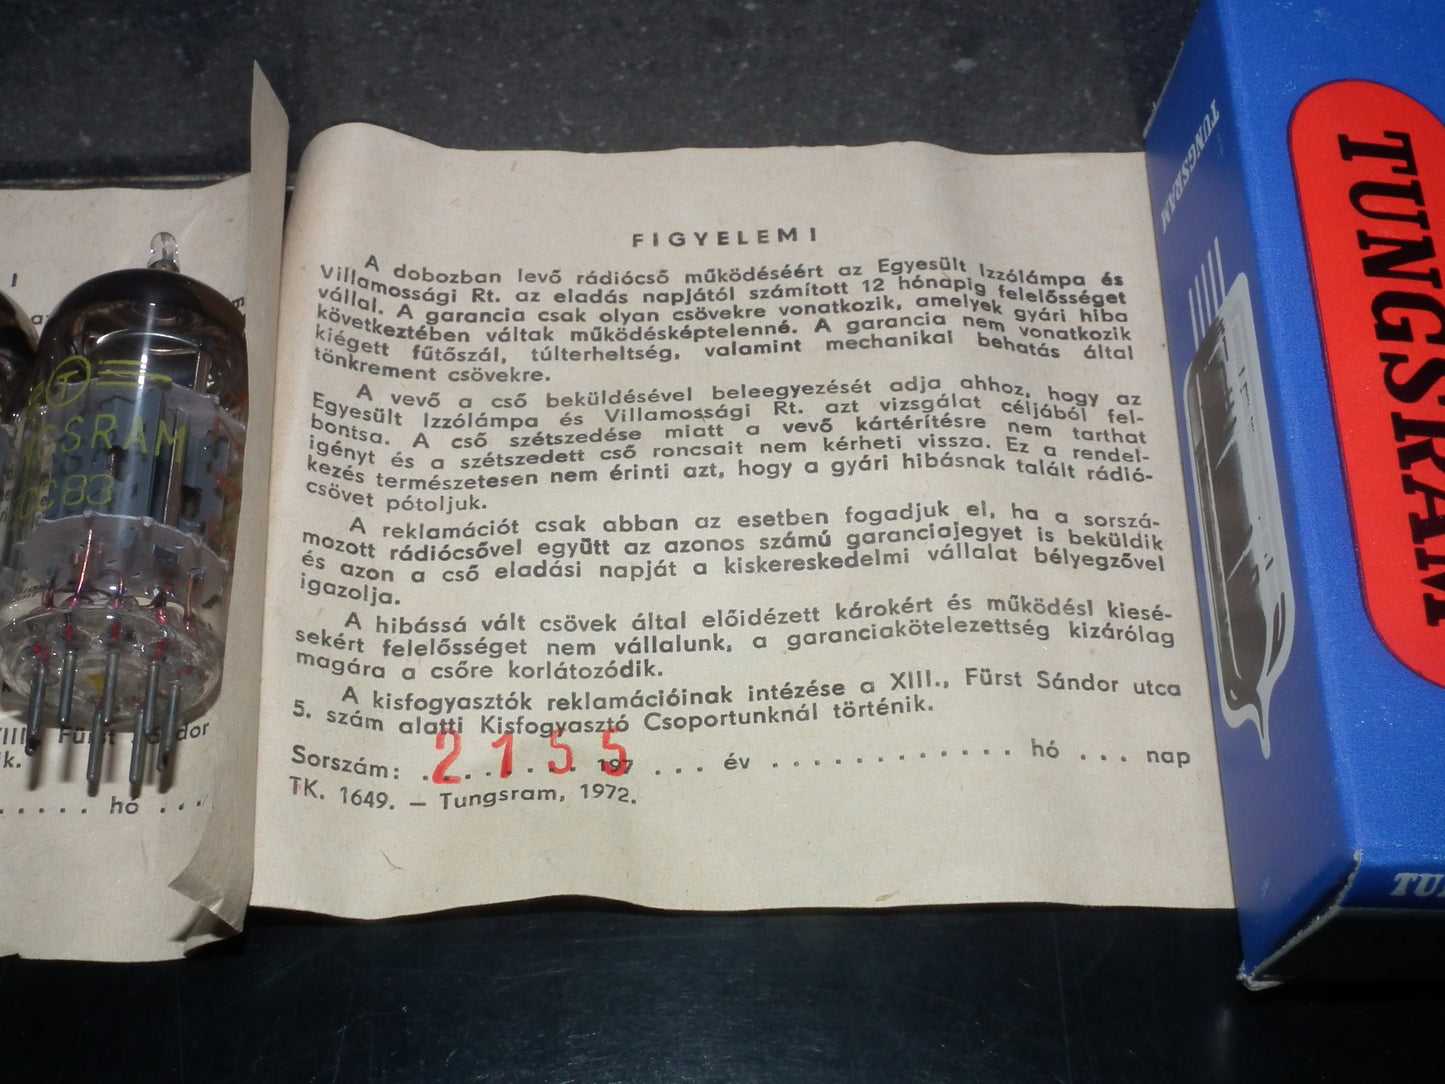 FIGYELEM!
A dobozban levő rádiócső működéséért az Egyesült Izzólámpa és
Villamossági Rt. az eladás napjától számított 12 hónapig felelősséget
vállal. A garancia csak olyan csövekre vonatkozik, amelyek gyári hiba
következtében váltak működésképtelenné. A garancia nem vonatkozik
kiégett fűtőszál, túlterheltség, valamint mechanikai behatás által
tönkrement csövekre.
A vevő a cső beküldésével beleegyezését adja ahhoz, hogy az
Egyesült Izzólámpa és Villamossági Rt. azt vizsgálat céljából fel-
bontsa. A cső szétszedése miatt a vevő kártérítésre nem tarthat
igényt és a szétszedett cső roncsait nem kérheti vissza. Ez a rendel-
kezés természetesen nem érinti azt, hogy a gyári hibásnak talált rádió-
csövet pótoljuk.
A reklamációt csak abban az esetben fogadjuk el, ha a sorszá-
mozott rádiócsővel együtt az azonos számú garanciajegyet is beküldik
és azon a cső eladási napját a kiskereskedelmi vállalat bélyegzővel
igazolja.
A hibássá vált csövek által előidézett károkért és működési kiesé-
sekért felelősséget nem vállalunk, a garanciakötelezettség kizárólag
magára a csőre korlátozódik.
A kisfogyasztók reklamációinak intézése a XIII., Fürst Sándor utca
5. szám alatti Kisfogyasztó Csoportunknál történik.
Sorszám: 2155 197 ... év ........... hó ... nap
TK. 1649. — Tungsram, 1972.
TUNGSRAM
TUNGSRAM
Fürst Sándor
..... hó ...